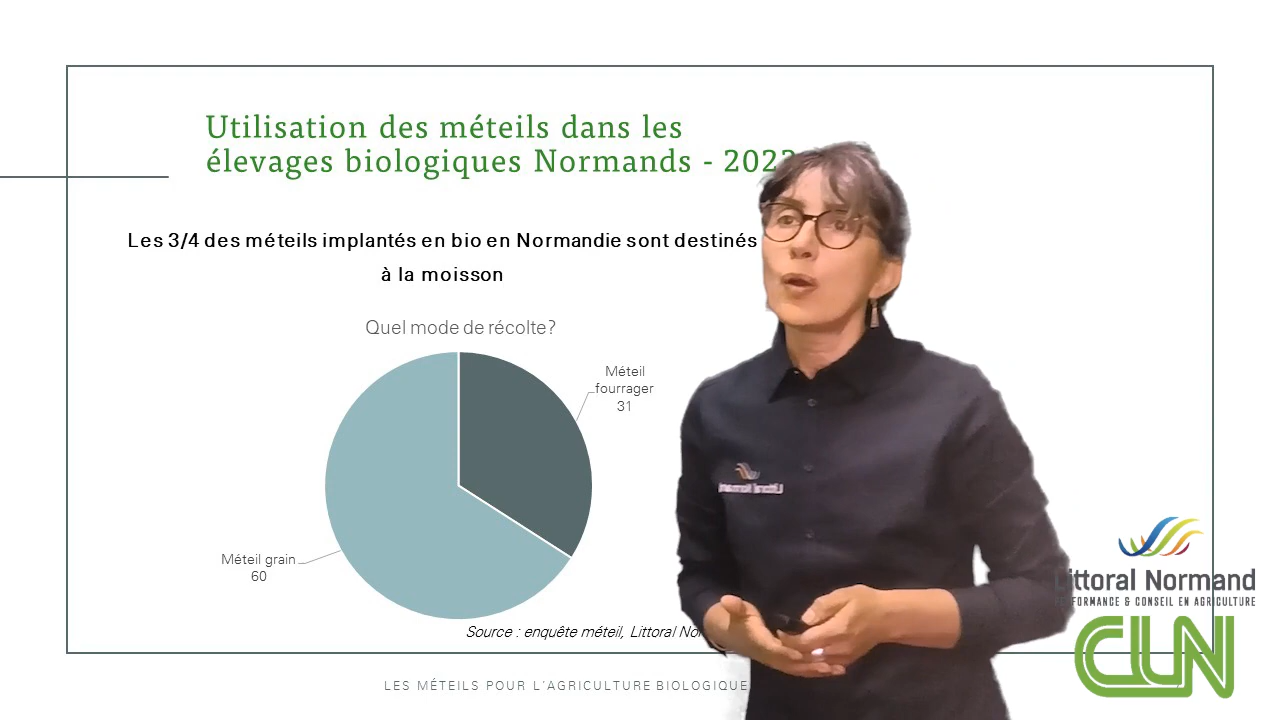 Utilisation des méteils dans les
élevages biologiques Normands - 2023
Les 3/4 des méteils implantés en bio en Normandie sont destinés
à la moisson
Quel mode de récolte?
Méteil
fourrager
31
Méteil grain
60
Source : enquête méteil, Littoral
LES MÉTEILS POUR L'AGRICULTURE BIOLOGIQUE
Littoral Normand
PERFORMANCE & CONSEIL EN AGRICULTURE
CLN